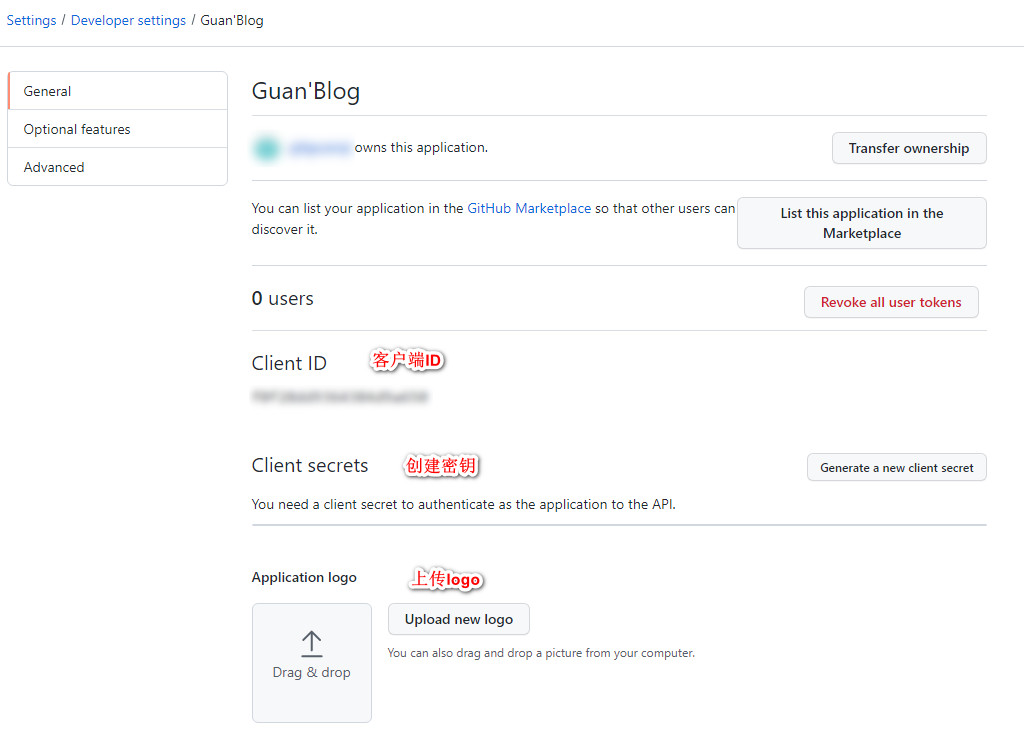 Settings / Developer settings / Guan'Blog
General
Optional features
Advanced
Guan'Blog
owns this application.
Transfer ownership
You can list your application in the GitHub Marketplace so that other users can
discover it.
List this application in the
Marketplace
0 users
Revoke all user tokens
Client ID
客户端ID
Client secrets
创建密钥
Generate a new client secret
You need a client secret to authenticate as the application to the API.
Application logo
上传logo
Drag & drop
Upload new logo
You can also drag and drop a picture from your computer.